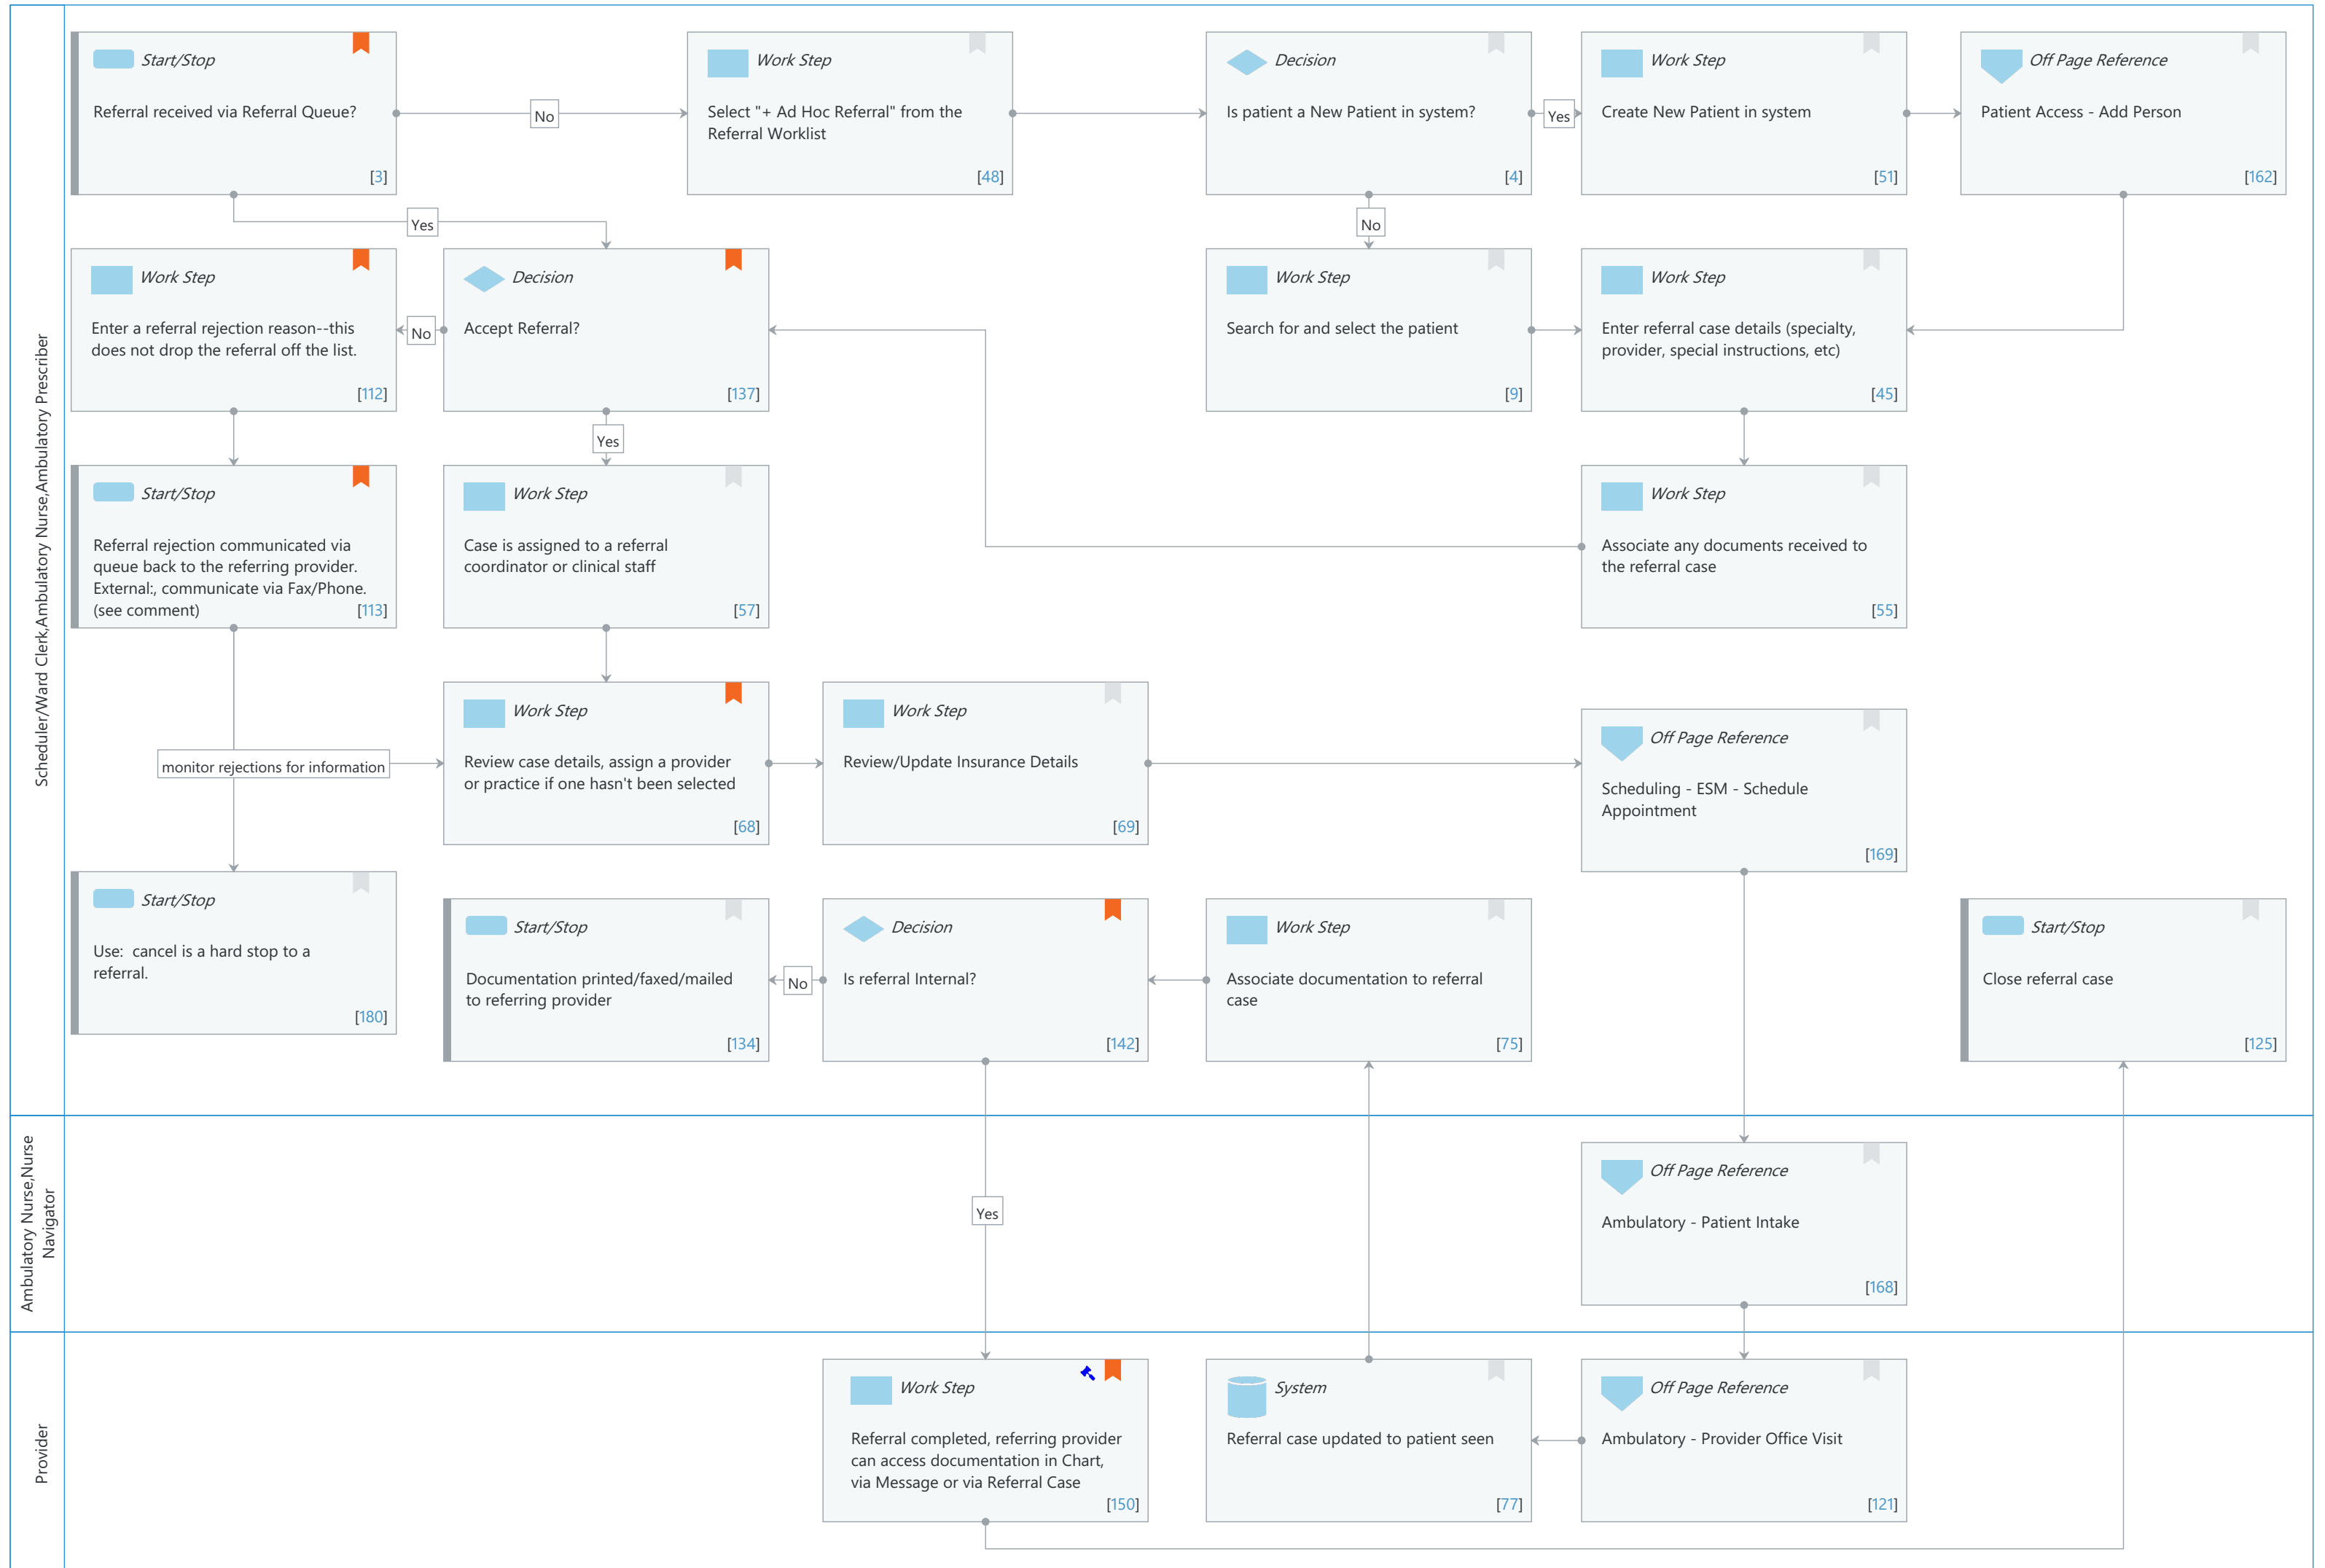 Scheduler/Ward Clerk,Ambulatory Nurse,Ambulatory Prescriber
Start/Stop
Referral received via Referral Queue?
[3]
No
Work Step
Select "+ Ad Hoc Referral" from the
Referral Worklist
[48]
Decision
Is patient a New Patient in system?
[4]
Yes
Work Step
Create New Patient in system
[51]
Off Page Reference
Patient Access - Add Person
[162]
Yes
No
Work Step
Enter a referral rejection reason--this
does not drop the referral off the list.
[112]
No
Decision
Accept Referral?
[137]
Work Step
Search for and select the patient
[9]
Work Step
Enter referral case details (specialty,
provider, special instructions, etc)
[45]
Yes
Start/Stop
Referral rejection communicated via
queue back to the referring provider.
External:, communicate via Fax/Phone.
(see comment)
[113]
Work Step
Case is assigned to a referral
coordinator or clinical staff
[57]
Work Step
Associate any documents received to
the referral case
[55]
monitor rejections for information
Work Step
Review case details, assign a provider
or practice if one hasn't been selected
[68]
Work Step
Review/Update Insurance Details
[69]
Off Page Reference
Scheduling - ESM - Schedule
Appointment
[169]
Start/Stop
Use:  cancel is a hard stop to a
referral.
[180]
Start/Stop
Documentation printed/faxed/mailed
to referring provider
[134]
No
Decision
Is referral Internal?
[142]
Work Step
Associate documentation to referral
case
[75]
Start/Stop
Close referral case
[125]
Ambulatory Nurse,Nurse
Navigator
Yes
Off Page Reference
Ambulatory - Patient Intake
[168]
Provider
Work Step
Referral completed, referring provider
can access documentation in Chart,
via Message or via Referral Case
[150]
System
Referral case updated to patient seen
[77]
Off Page Reference
Ambulatory - Provider Office Visit
[121]